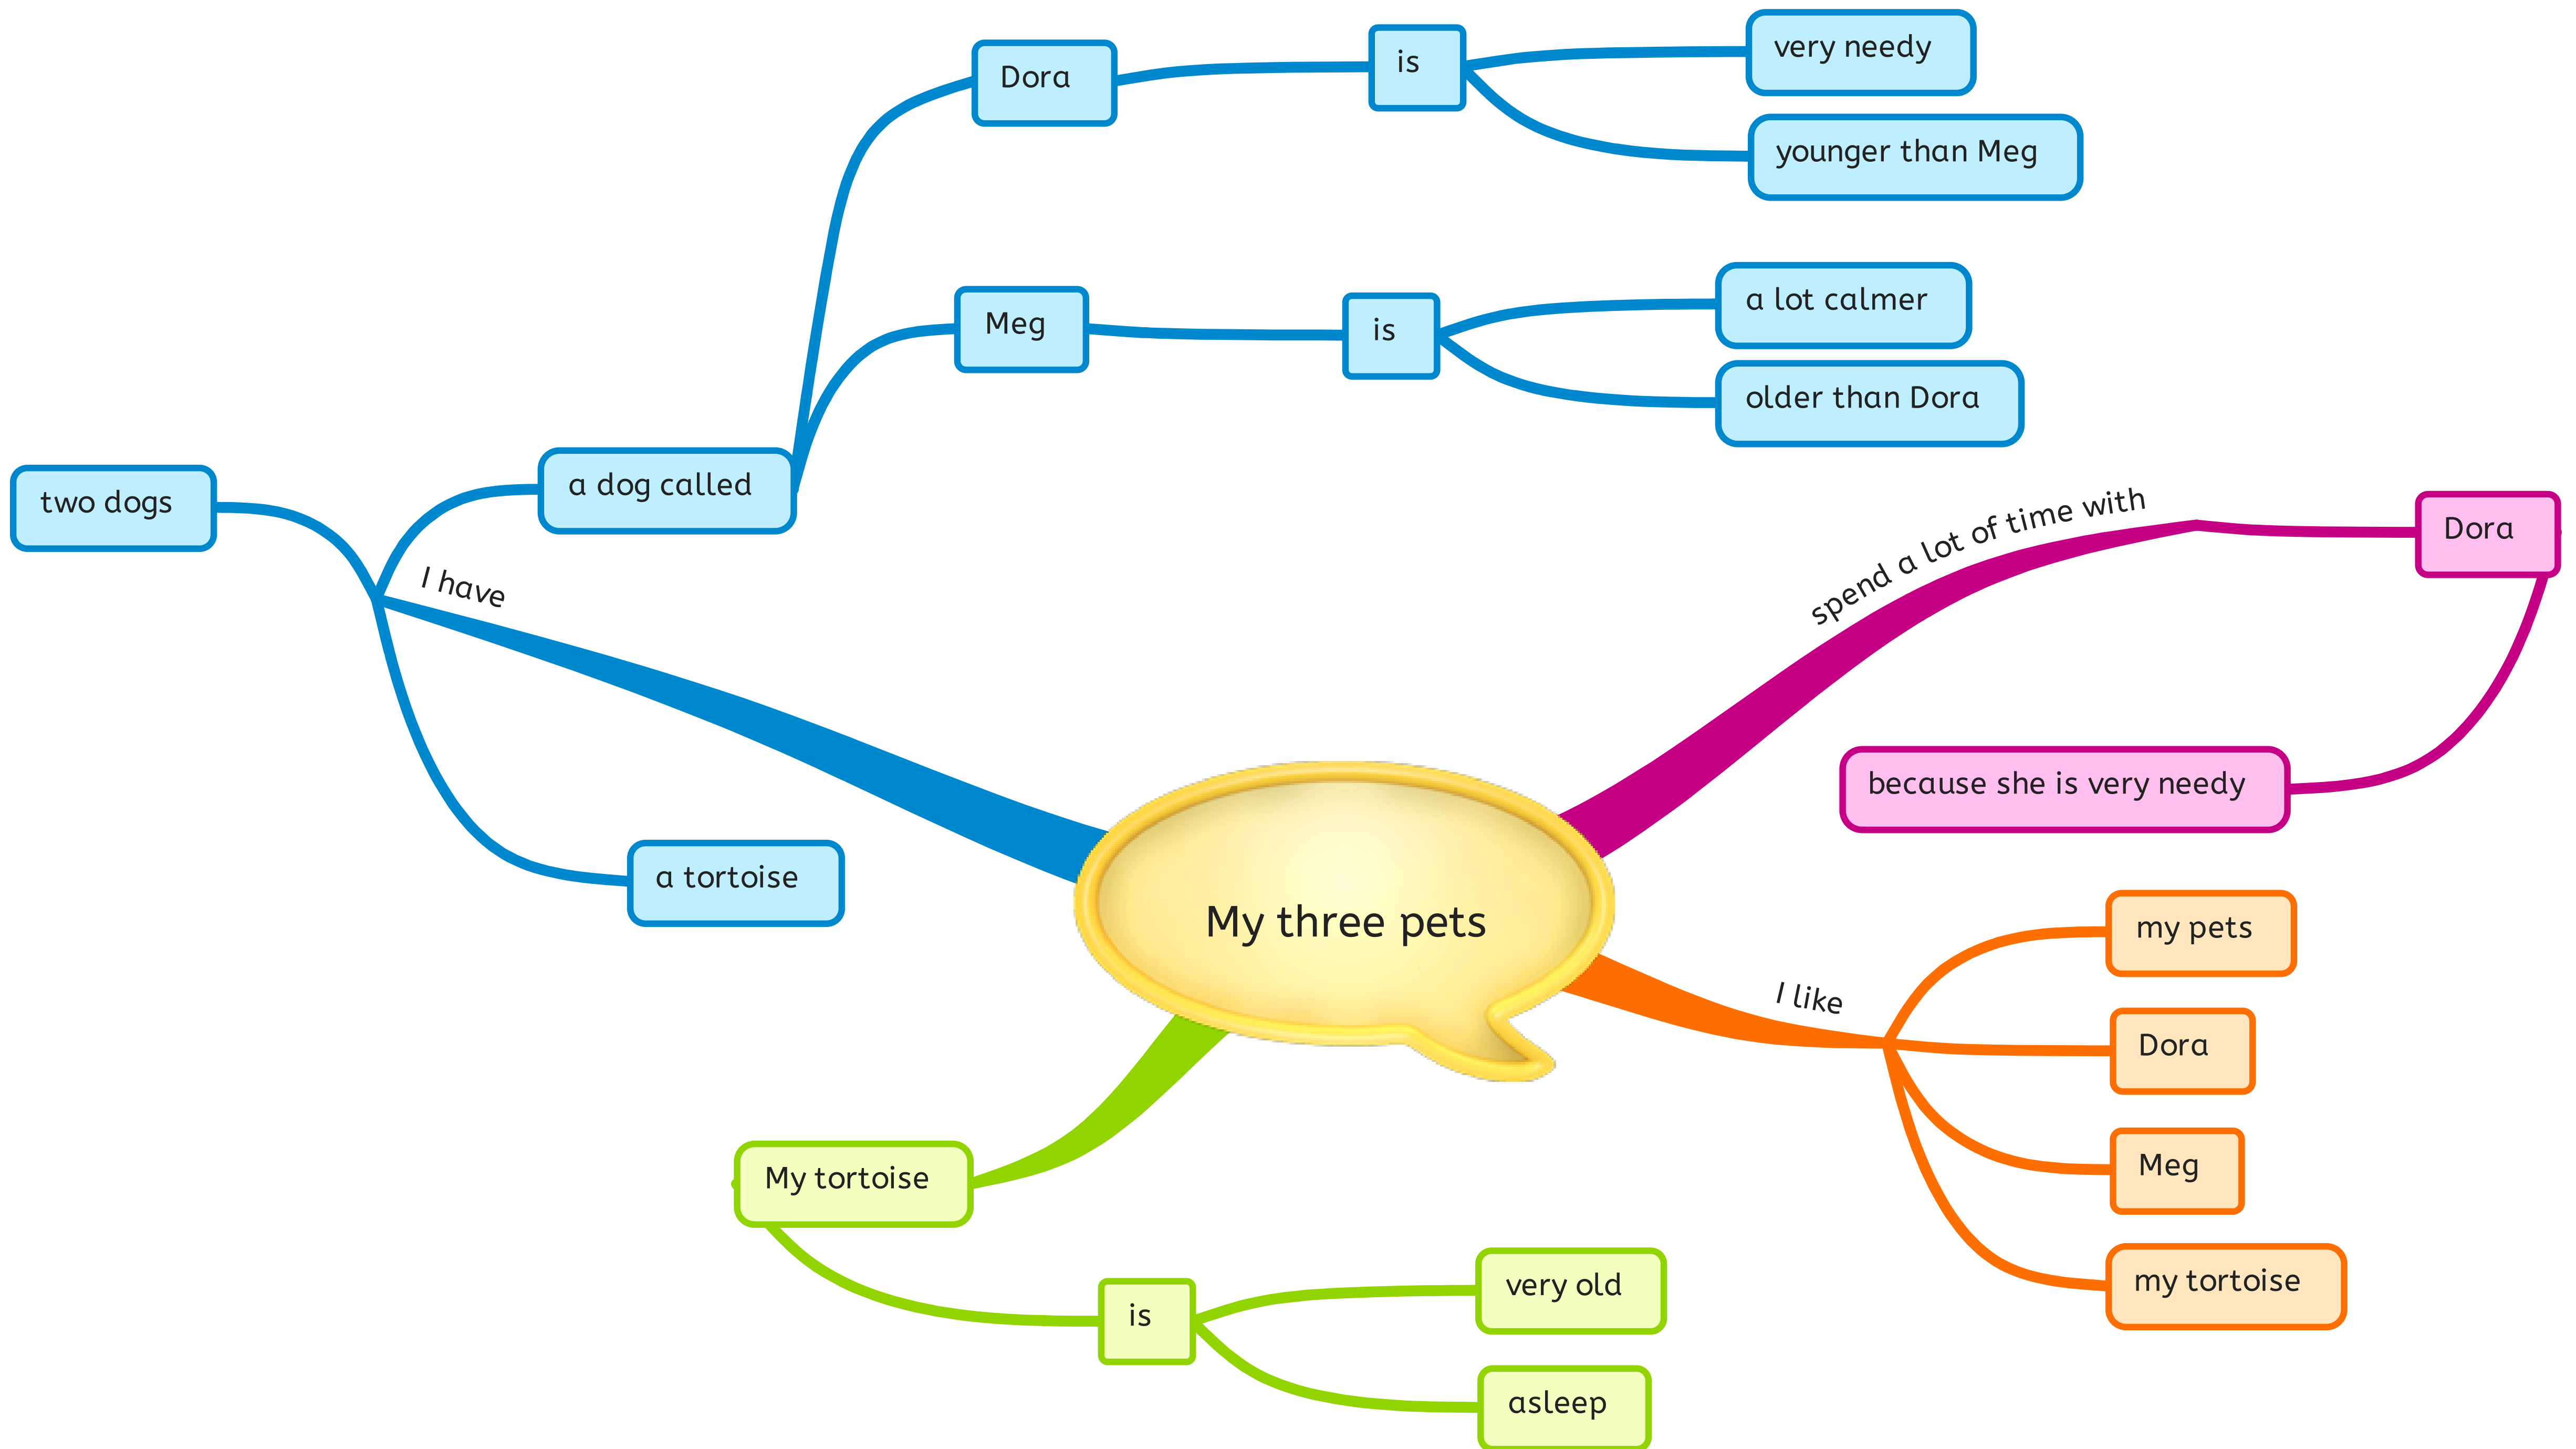 Dora
is
very needy
younger than Meg
Meg
is
a lot calmer
older than Dora
two dogs
a dog called
I have
a tortoise
spend a lot of time with
Dora
because she is very needy
My three pets
I like
my pets
Dora
Meg
my tortoise
My tortoise
is
very old
asleep